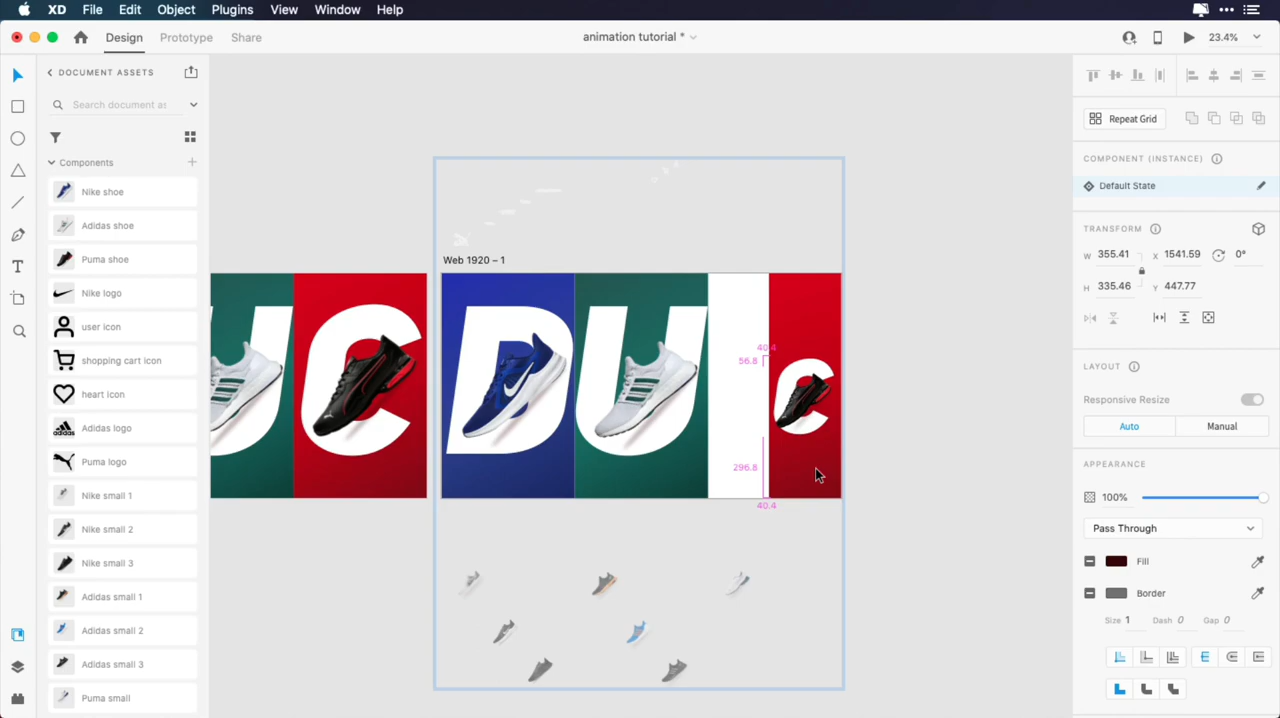 XD File Edit Object Plugins View Window Help
Design Prototype Share
animation tutorial *
23.4%
DOCUMENT ASSETS
Search document as
Components
Nike shoe
Adidas shoe
Puma shoe
Nike logo
user icon
shopping cart icon
heart icon
Adidas logo
Puma logo
Nike small 1
Nike small 2
Nike small 3
Adidas small 1
Adidas small 2
Adidas small 3
Puma small
Web 1920 – 1
U C
D U C
40.4
56.8
296.8
40.4
Repeat Grid
COMPONENT (INSTANCE)
Default State
TRANSFORM
W 355.41 X 1541.59 0°
H 335.46 Y 447.77
LAYOUT
Responsive Resize
Auto Manual
APPEARANCE
100%
Pass Through
Fill
Border
Size 1 Dash 0 Gap 0